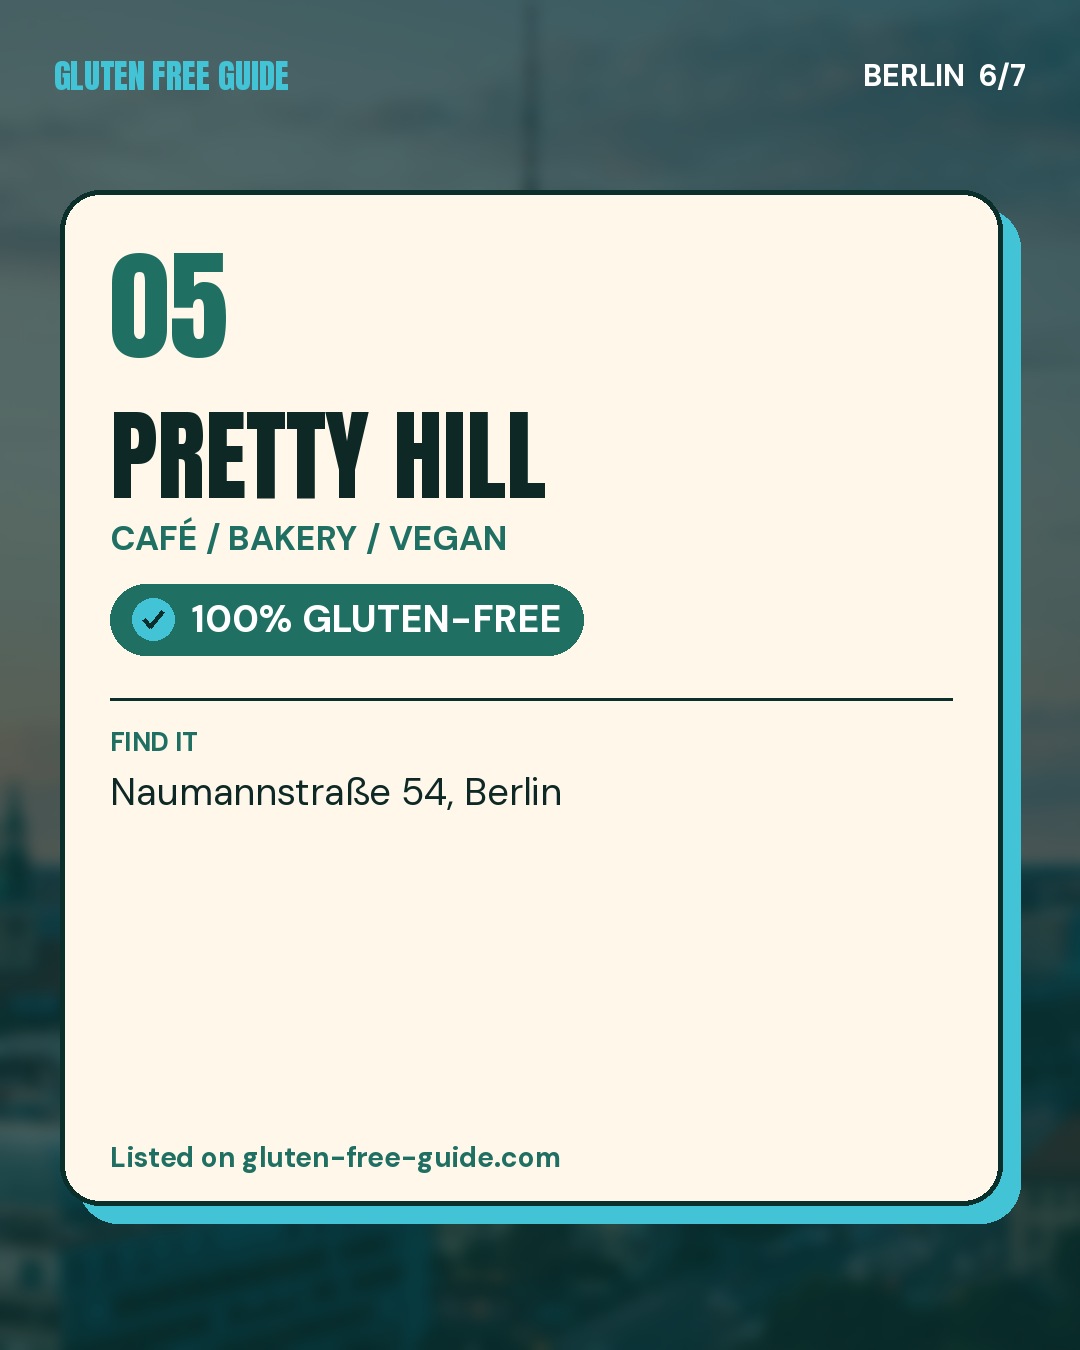 GLUTEN FREE GUIDE
BERLIN 6/7
05
PRETTY HILL
CAFÉ / BAKERY / VEGAN
100% GLUTEN-FREE
FIND IT
Naumannstraße 54, Berlin
Listed on gluten-free-guide.com